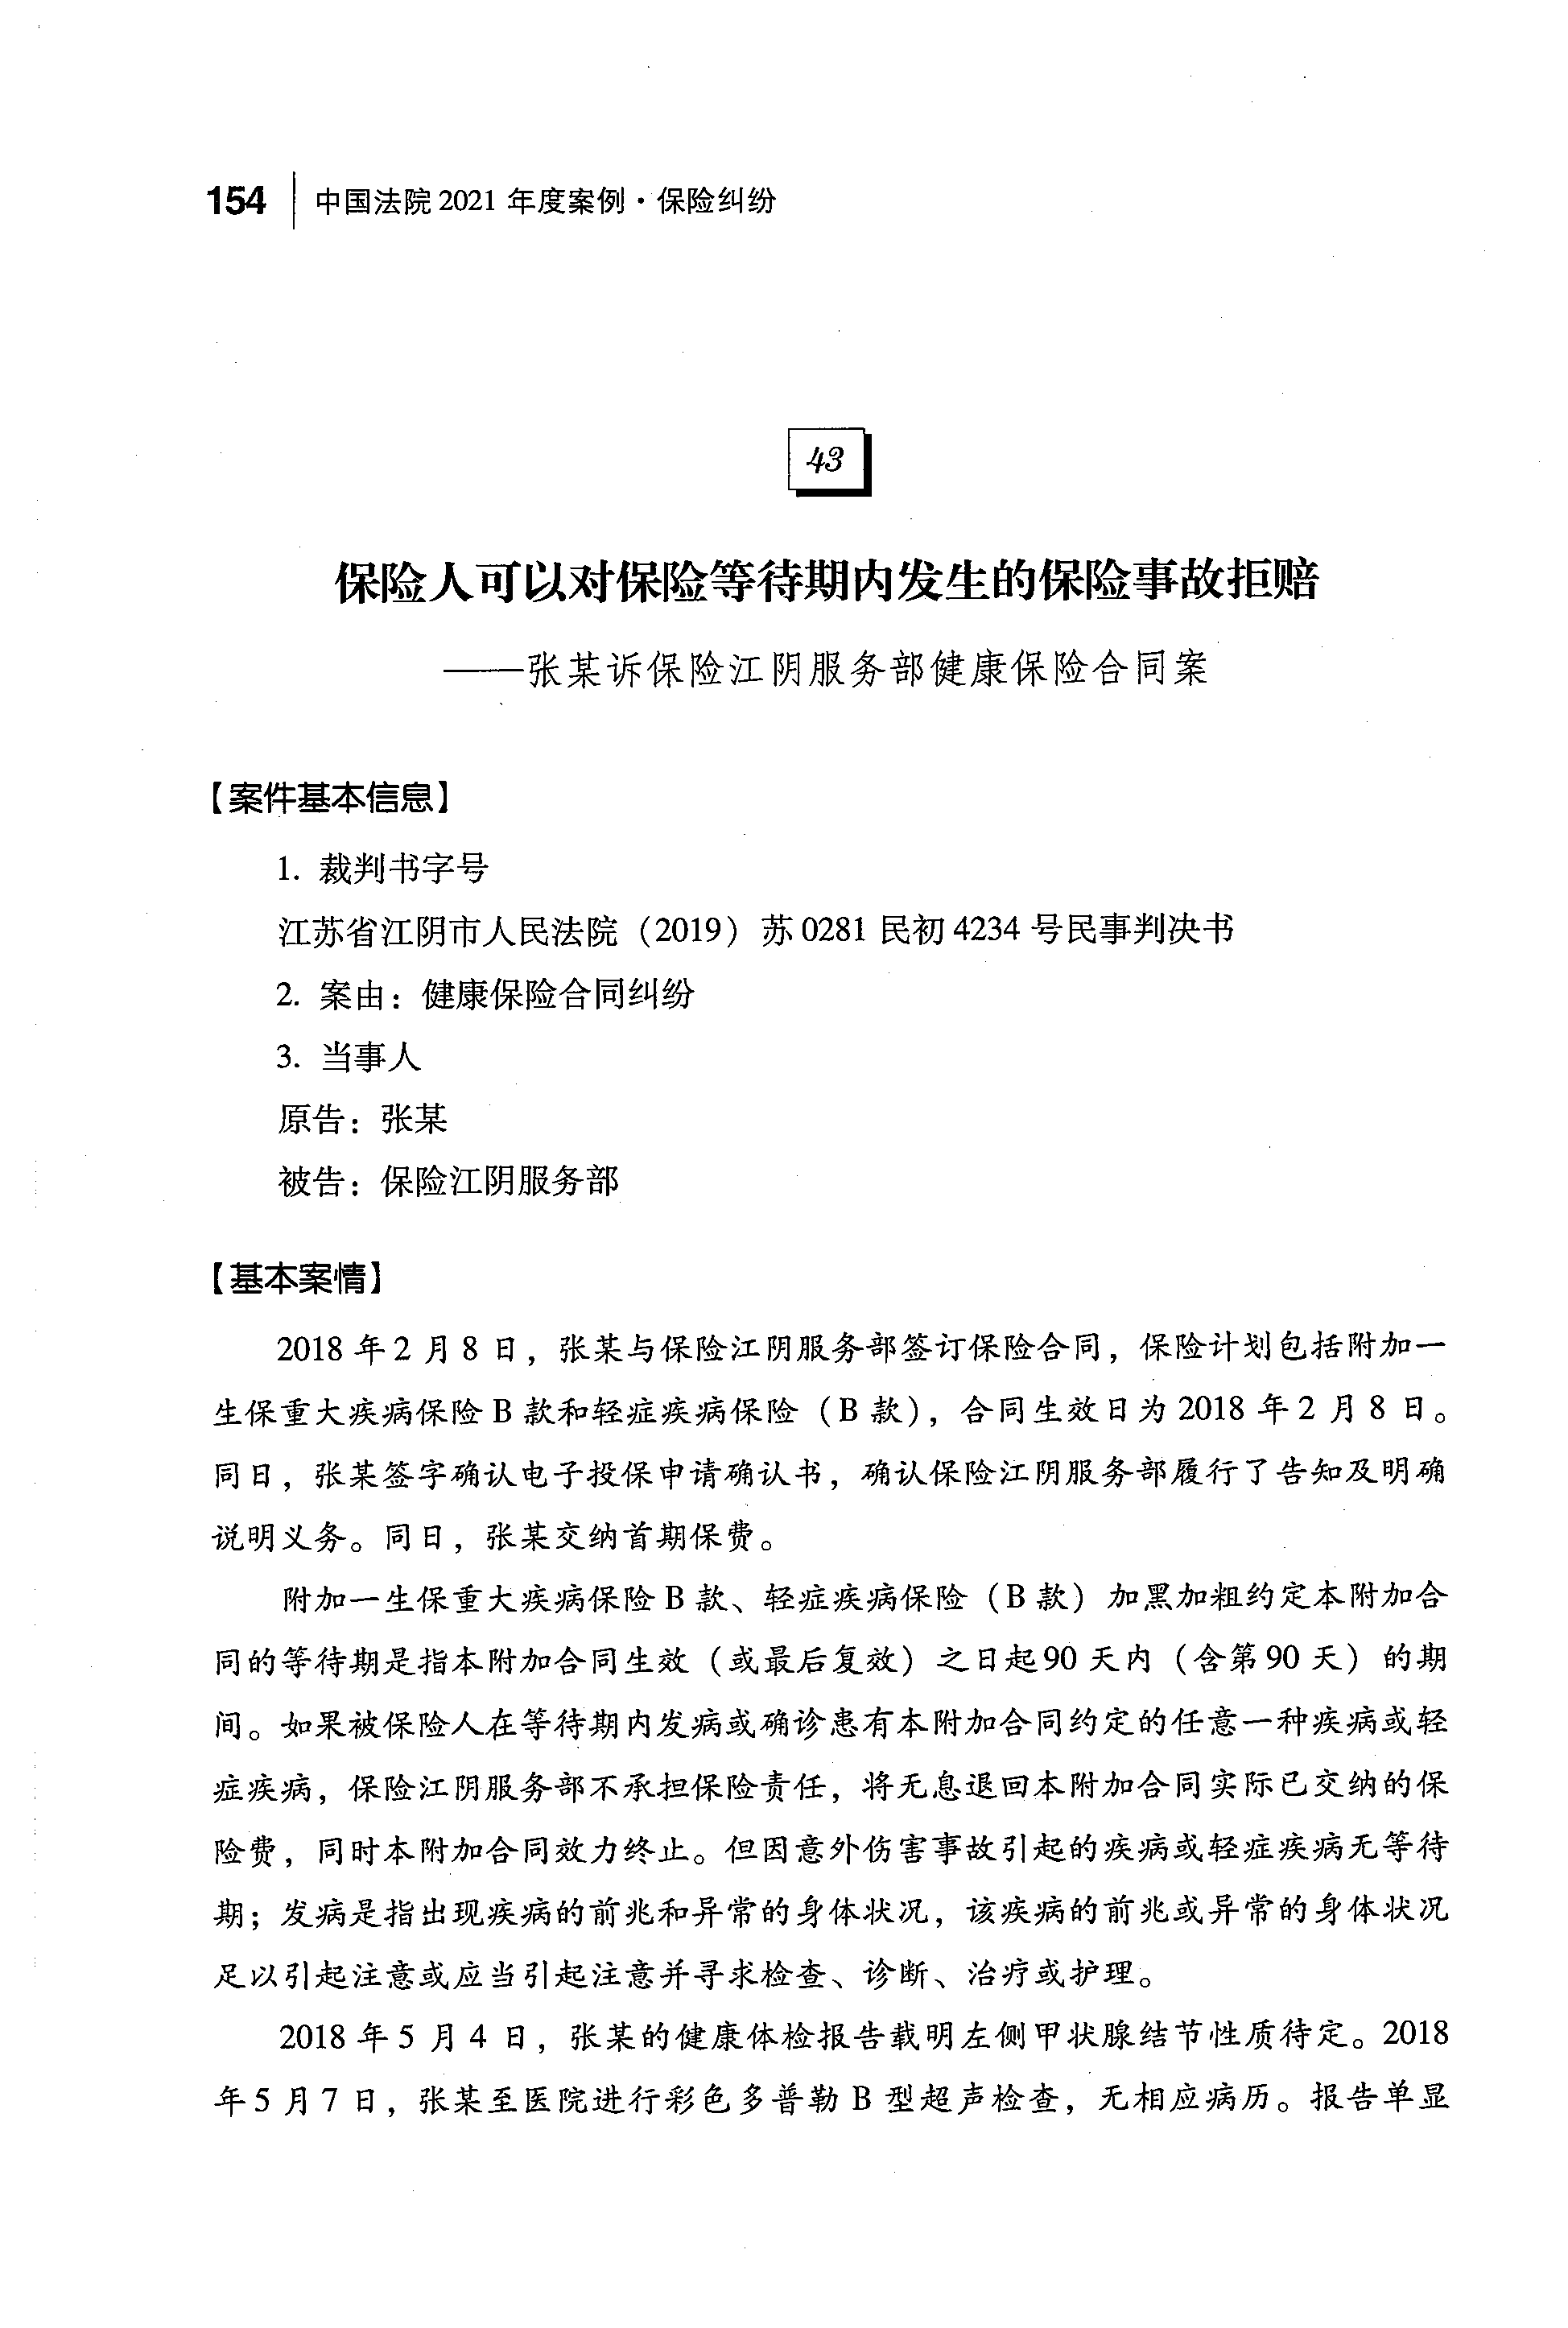 154 中国法院2021年度案例·保险纠纷
43
保险人可以对保险等待期内发生的保险事故拒赔
——张某诉保险江阴服务部健康保险合同案
【案件基本信息】
1. 裁判书字号
江苏省江阴市人民法院（2019）苏0281民初4234号民事判决书
2. 案由：健康保险合同纠纷
3. 当事人
原告：张某
被告：保险江阴服务部
【基本案情】
2018年2月8日，张某与保险江阴服务部签订保险合同，保险计划包括附加一
生保重大疾病保险B款和轻症疾病保险（B款），合同生效日为2018年2月8日。
同日，张某签字确认电子投保申请确认书，确认保险江阴服务部履行了告知及明确
说明义务。同日，张某交纳首期保费。
附加一生保重大疾病保险B款、轻症疾病保险（B款）加黑加粗约定本附加合
同的等待期是指本附加合同生效（或最后复效）之日起90天内（含第90天）的期
间。如果被保险人在等待期内发病或确诊患有本附加合同约定的任意一种疾病或轻
症疾病，保险江阴服务部不承担保险责任，将无息退回本附加合同实际已交纳的保
险费，同时本附加合同效力终止。但因意外伤害事故引起的疾病或轻症疾病无等待
期；发病是指出现疾病的前兆和异常的身体状况，该疾病的前兆或异常的身体状况
足以引起注意或应当引起注意并寻求检查、诊断、治疗或护理。
2018年5月4日，张某的健康体检报告载明左侧甲状腺结节性质待定。2018
年5月7日，张某至医院进行彩色多普勒B型超声检查，无相应病历。报告单显